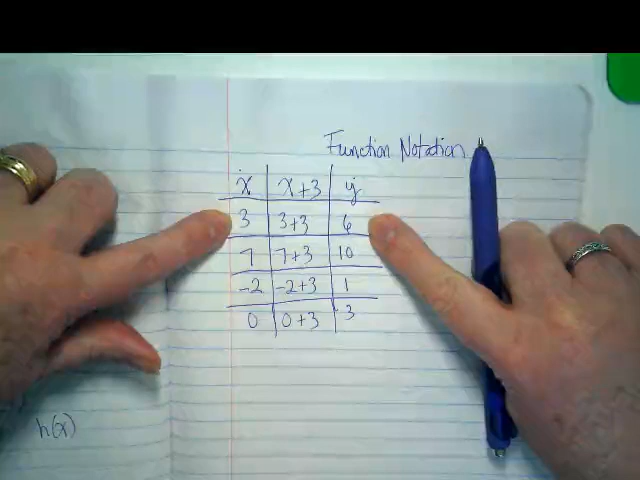 Function Notation
x x+3 y
3 3+3 6
7 7+3 10
-2 -2+3 1
0 0+3 3
h(x)